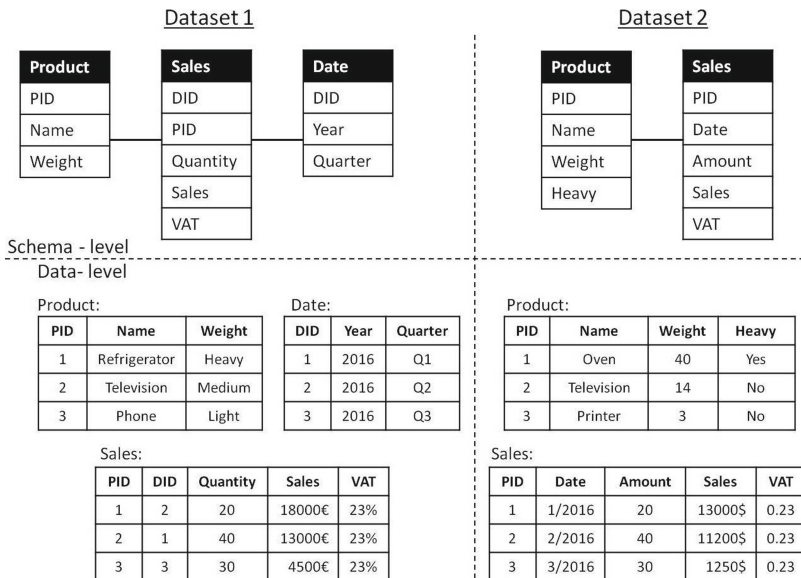 Dataset 1
Product
PID
Name
Weight
Sales
DID
PID
Quantity
Sales
VAT
Date
DID
Year
Quarter
Dataset 2
Product
PID
Name
Weight
Heavy
Sales
PID
Date
Amount
Sales
VAT
Schema - level
Data- level
Product:
PID Name Weight
1 Refrigerator Heavy
2 Television Medium
3 Phone Light
Date:
DID Year Quarter
1 2016 Q1
2 2016 Q2
3 2016 Q3
Sales:
PID DID Quantity Sales VAT
1 2 20 18000€ 23%
2 1 40 13000€ 23%
3 3 30 4500€ 23%
Product:
PID Name Weight Heavy
1 Oven 40 Yes
2 Television 14 No
3 Printer 3 No
Sales:
PID Date Amount Sales VAT
1 1/2016 20 13000$ 0.23
2 2/2016 40 11200$ 0.23
3 3/2016 30 1250$ 0.23